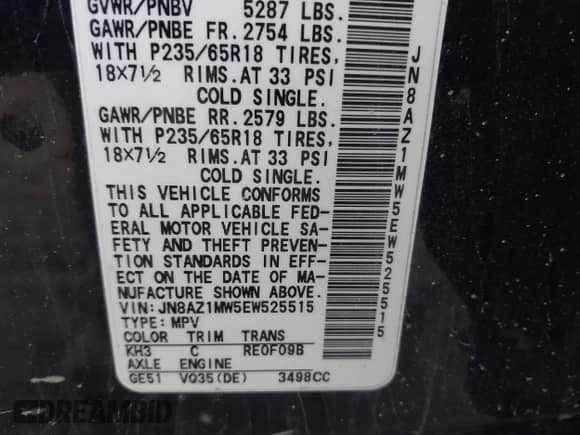 GVWR/PNBV 5287 LBS.
GAWR/PNBE FR. 2754 LBS.
WITH P235/65R18 TIRES,
18X7½ RIMS. AT 33 PSI
COLD SINGLE.
GAWR/PNBE RR. 2579 LBS.
WITH P235/65R18 TIRES,
18X7½ RIMS. AT 33 PSI
COLD SINGLE.
THIS VEHICLE CONFORMS
TO ALL APPLICABLE FED-
ERAL MOTOR VEHICLE SA-
FETY AND THEFT PREVEN-
TION STANDARDS IN EFF-
ECT ON THE DATE OF MA-
NUFACTURE SHOWN ABOVE.
VIN: JN8AZ1MW5EW525515
TYPE: MPV
COLOR TRIM TRANS
KH3 C RE0F09B
AXLE ENGINE
GE51 VQ35(DE) 3498CC
JN8AZ1MW5EW525515
DREAMBID